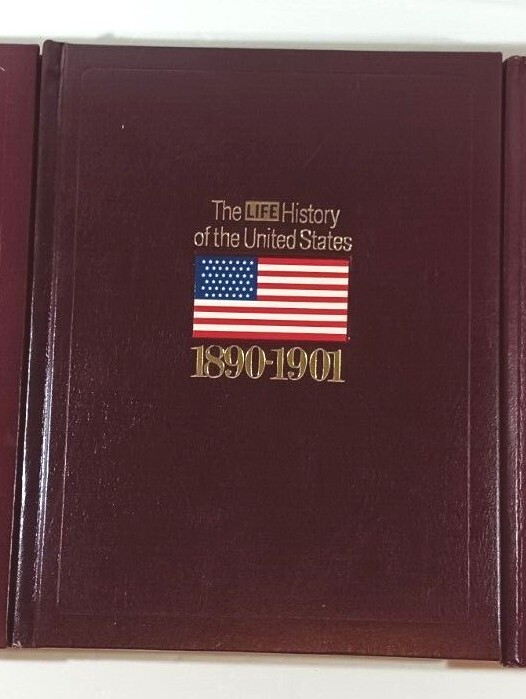 The LIFE History
of the United States
1890-1901